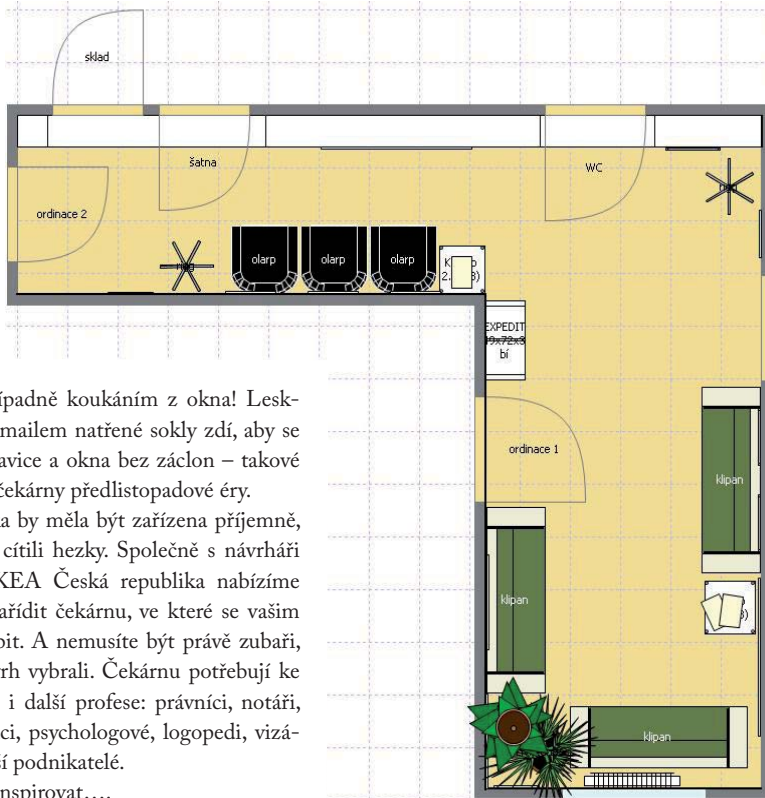 sklad
šatna
WC
ordinace 2
olarp
olarp
olarp
EXPEDIT
bí
ordinace 1
klipan
klipan
klipan
ípadně koukáním z okna! Lesk-
mailem natřené sokly zdí, aby se
avice a okna bez záclon – takové
čekárny předlistopadové éry.
a by měla být zařízena příjemně,
cítili hezky. Společně s návrháři
KEA Česká republika nabízíme
ařídit čekárnu, ve které se vašim
bit. A nemusíte být právě zubaři,
rh vybrali. Čekárnu potřebují ke
i další profese: právníci, notáři,
ci, psychologové, logopedi, vizá-
ší podnikatelé.
nspirovat….